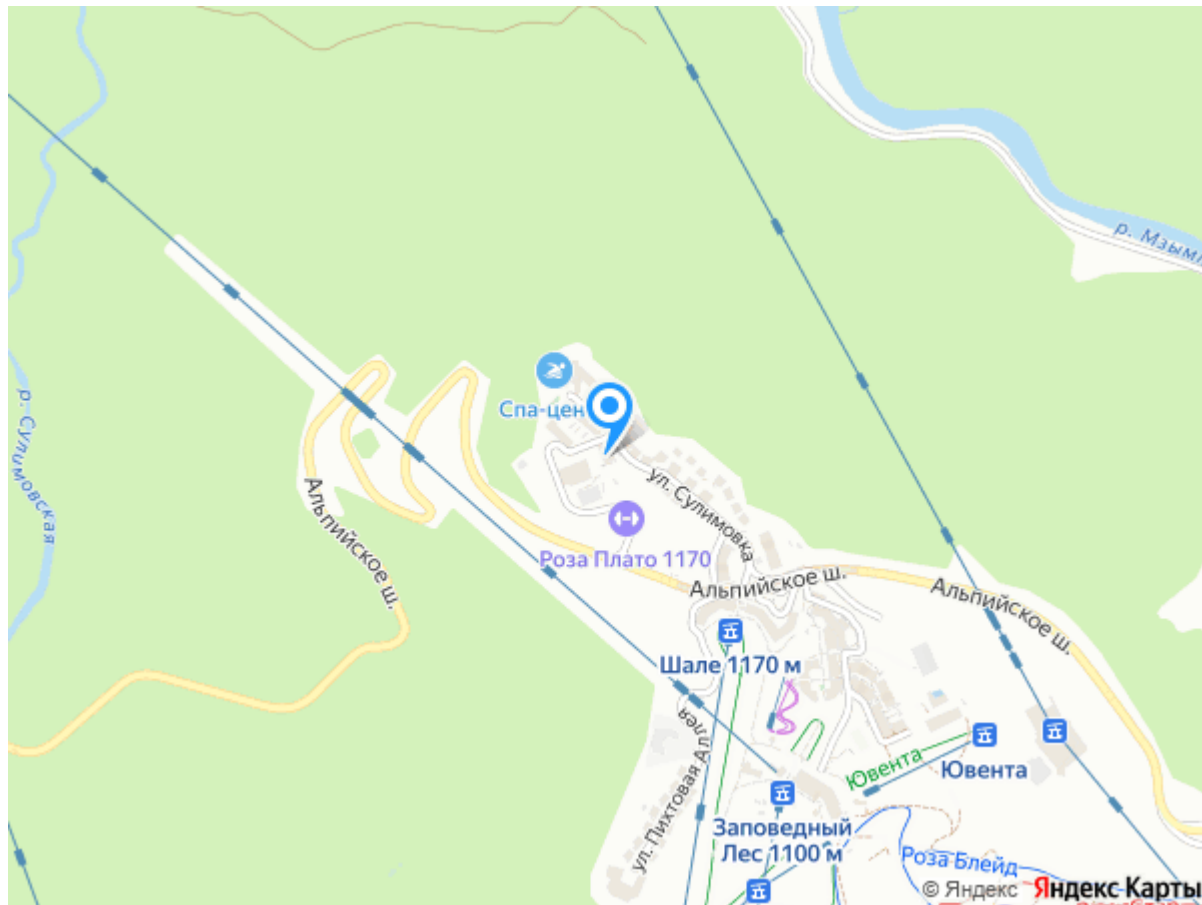 р. Мзымт
р. Сулимовская
Спа-цен
ул. Сулимовка
Альпийское ш.
Роза Плато 1170
Альпийское ш.
Альпийское ш.
Шале 1170 м
ул. Пихтовая Аллея
Ювента
Ювента
Заповедный
Лес 1100 м
Роза Блейд
© Яндекс Яндекс Карты